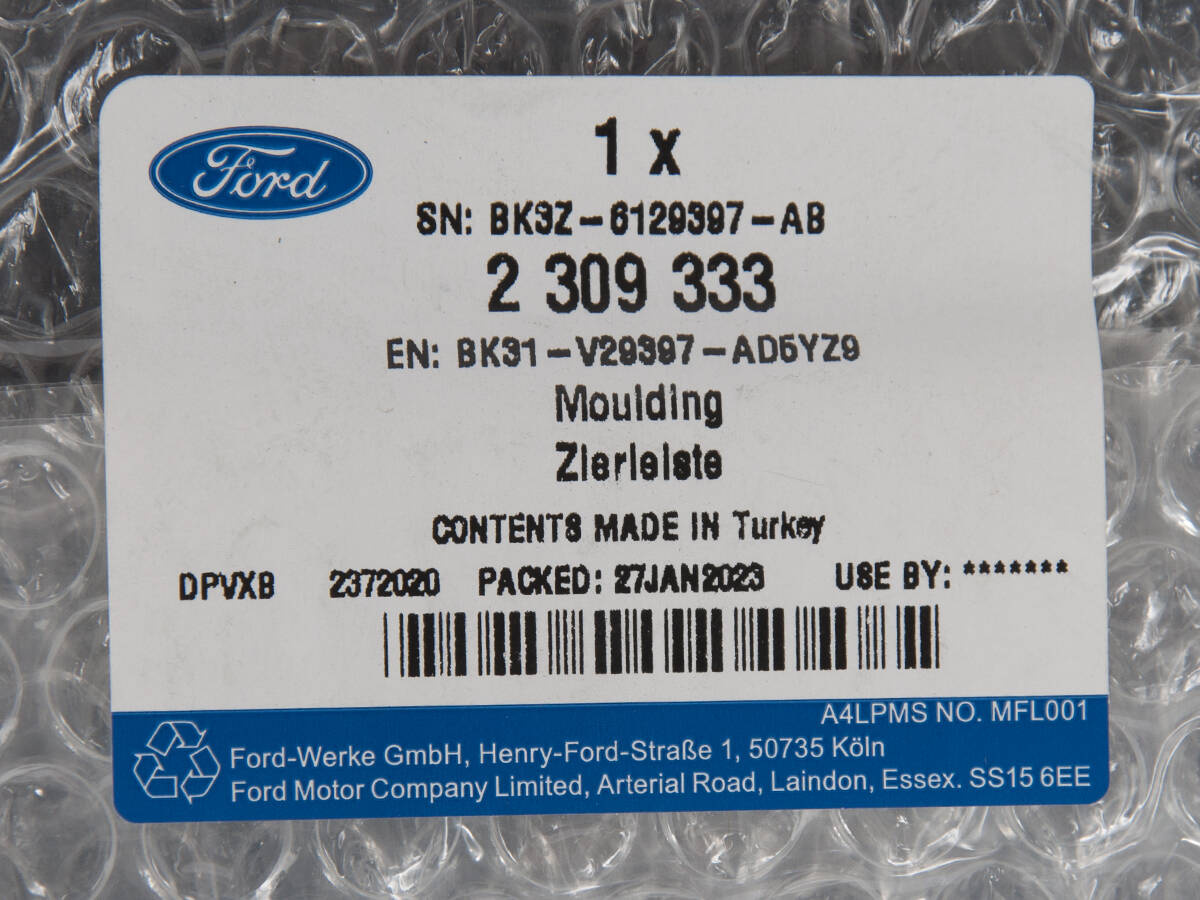 Ford
1 x
SN: BK3Z-6129397-AB
2 309 333
EN: BK31-V29397-AD5YZ9
Moulding
Zierleiste
CONTENTS MADE IN Turkey
DPVXB 2372020 PACKED: 27JAN2023 USE BY: *******
A4LPMS NO. MFL001
Ford-Werke GmbH, Henry-Ford-Straße 1, 50735 Köln
Ford Motor Company Limited, Arterial Road, Laindon, Essex. SS15 6EE